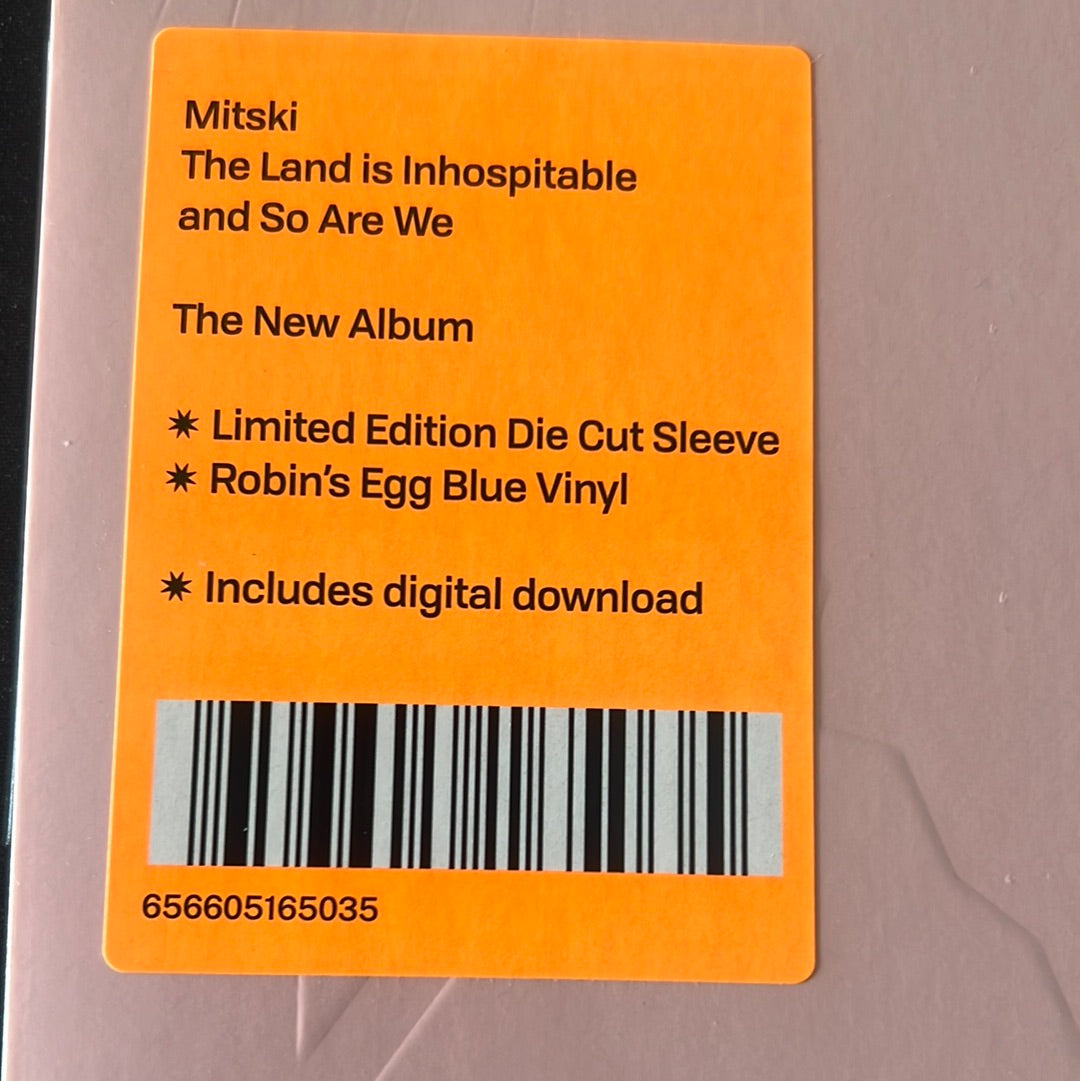 Mitski
The Land is Inhospitable
and So Are We
The New Album
✷ Limited Edition Die Cut Sleeve
✷ Robin’s Egg Blue Vinyl
✷ Includes digital download
656605165035